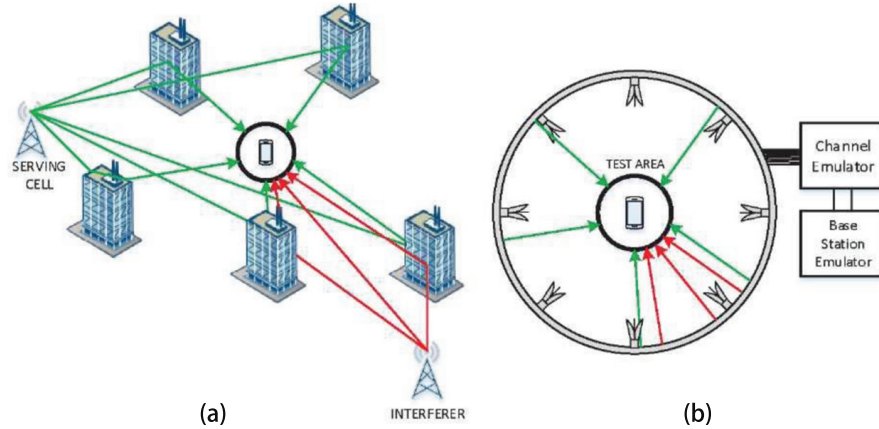 SERVING
CELL
INTERFERER
(a)
TEST AREA
Channel
Emulator
Base
Station
Emulator
(b)